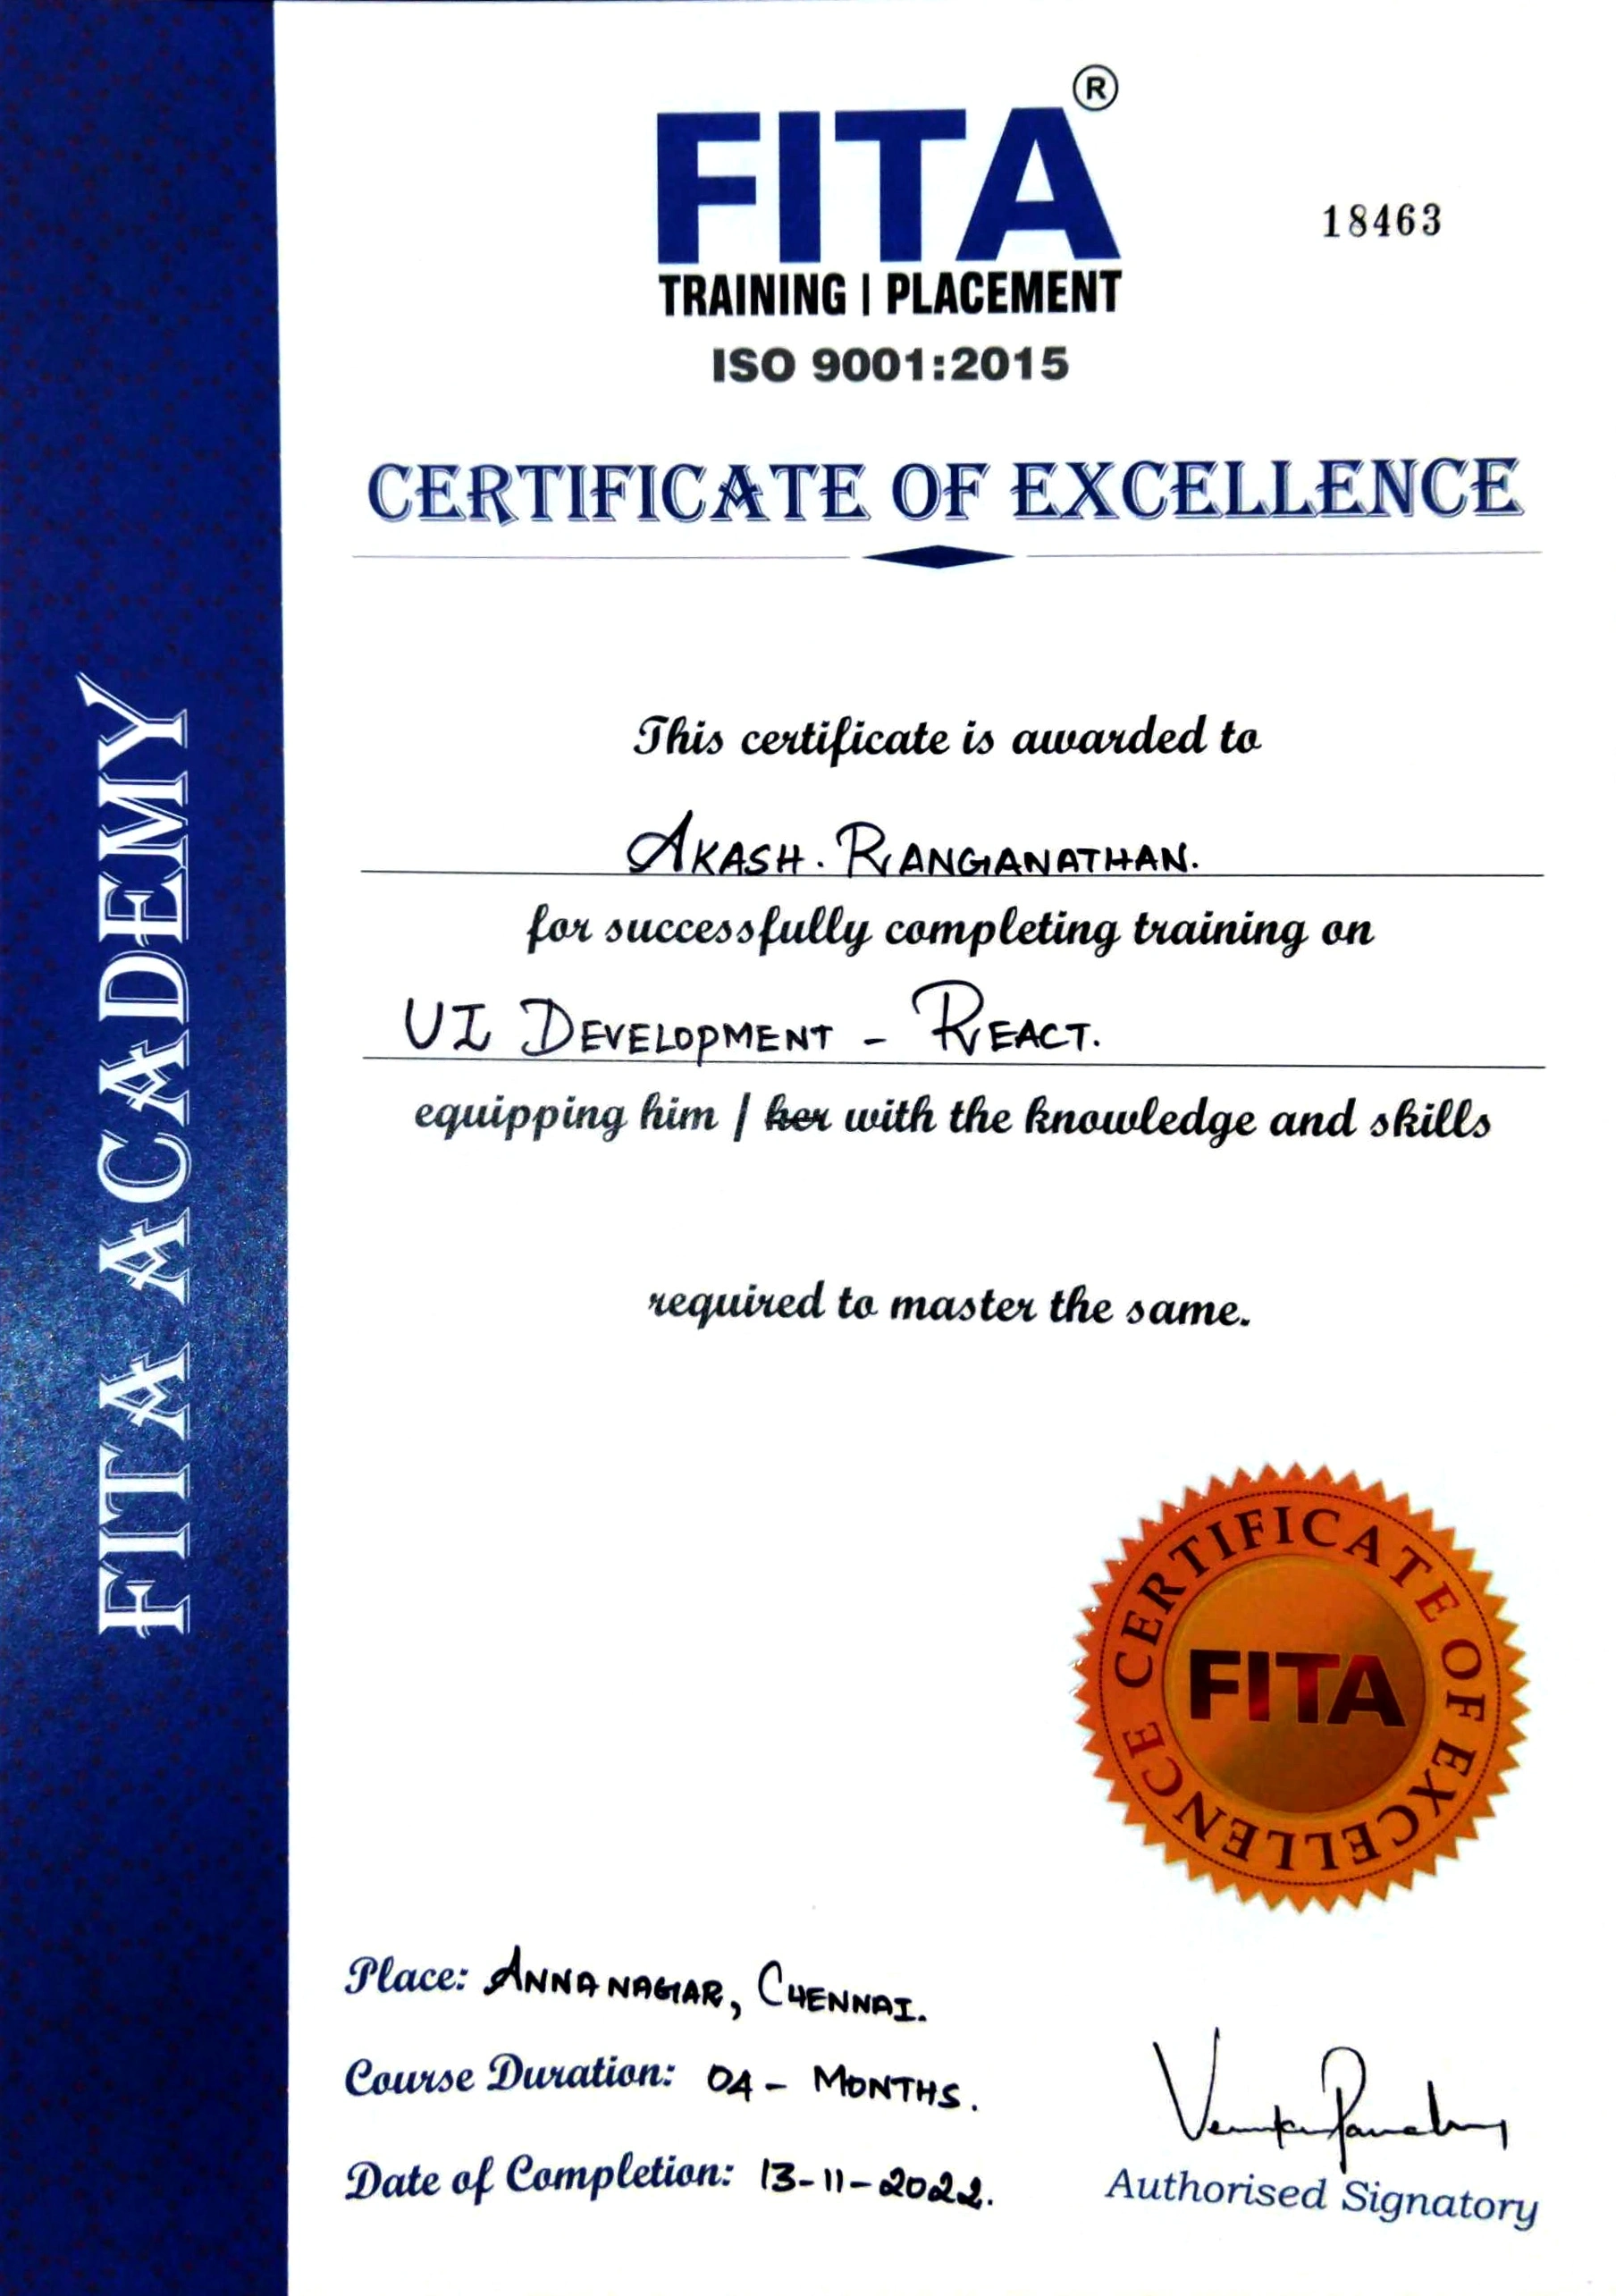 FITA®
18463
TRAINING | PLACEMENT
ISO 9001:2015
CERTIFICATE OF EXCELLENCE
FITA ACADEMY
This certificate is awarded to
AKASH. RANGANATHAN.
for successfully completing training on
UI DEVELOPMENT - REACT.
equipping him / her with the knowledge and skills
required to master the same.
CERTIFICATE OF EXCELLENCE
FITA
Place: ANNANAGAR, CHENNAI.
Course Duration: 04 - MONTHS.
Date of Completion: 13-11-2022.
Authorised Signatory